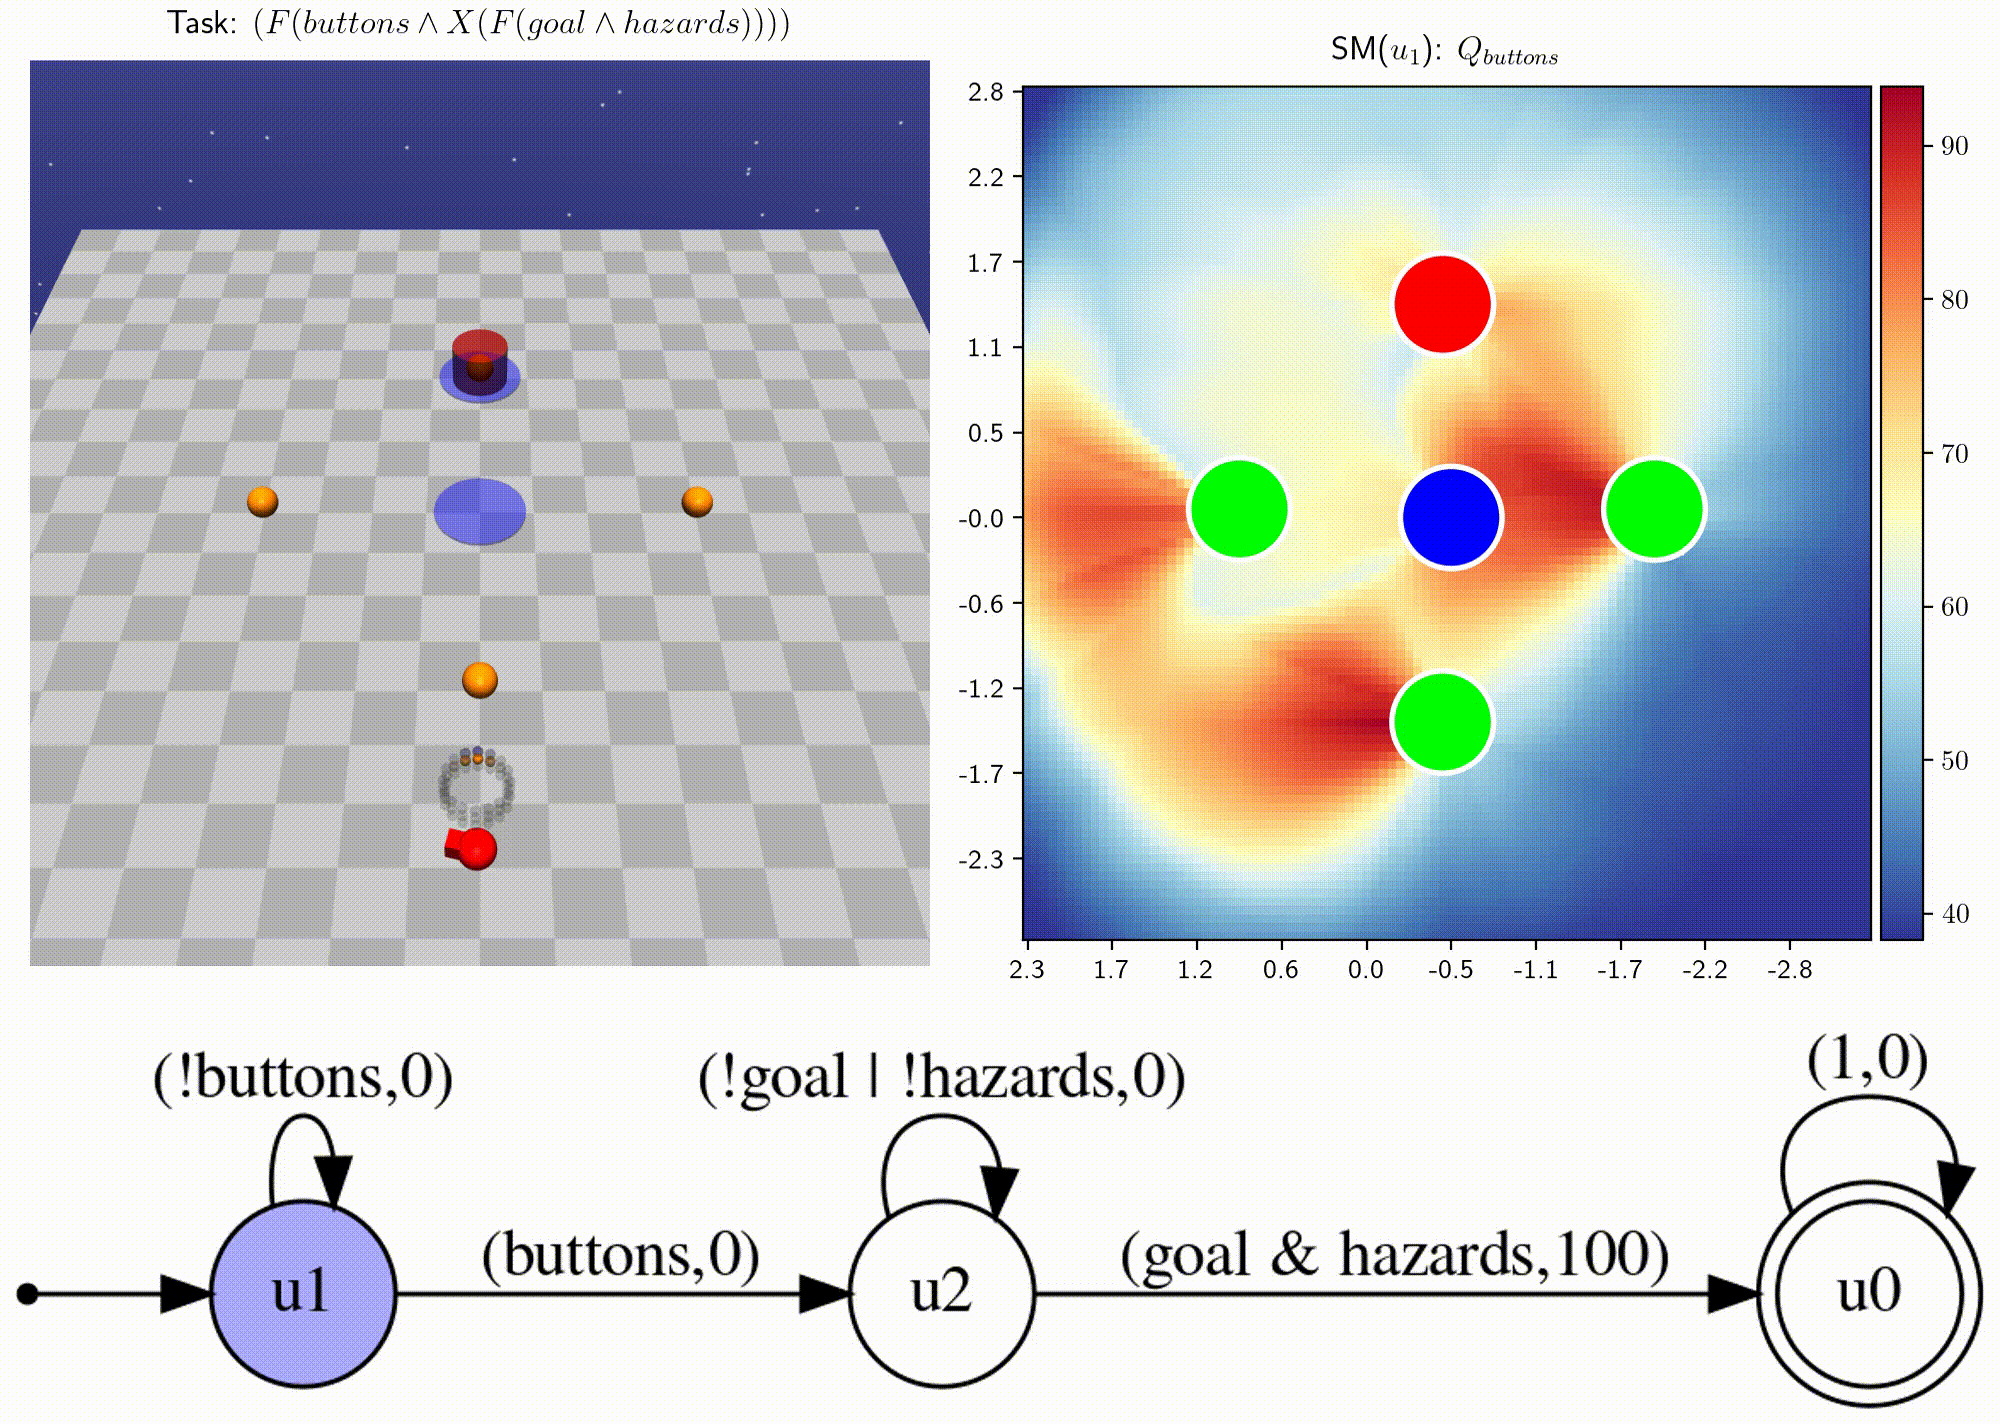 Task: (F(buttons ∧ X(F(goal ∧ hazards))))
SM(u₁): Q_buttons
2.8
2.2
1.7
1.1
0.5
-0.0
-0.6
-1.2
-1.7
-2.3
2.3 1.7 1.2 0.6 0.0 -0.5 -1.1 -1.7 -2.2 -2.8
90
80
70
60
50
40
(!buttons,0)
(!goal | !hazards,0)
(1,0)
(buttons,0)
(goal & hazards,100)
u1
u2
u0